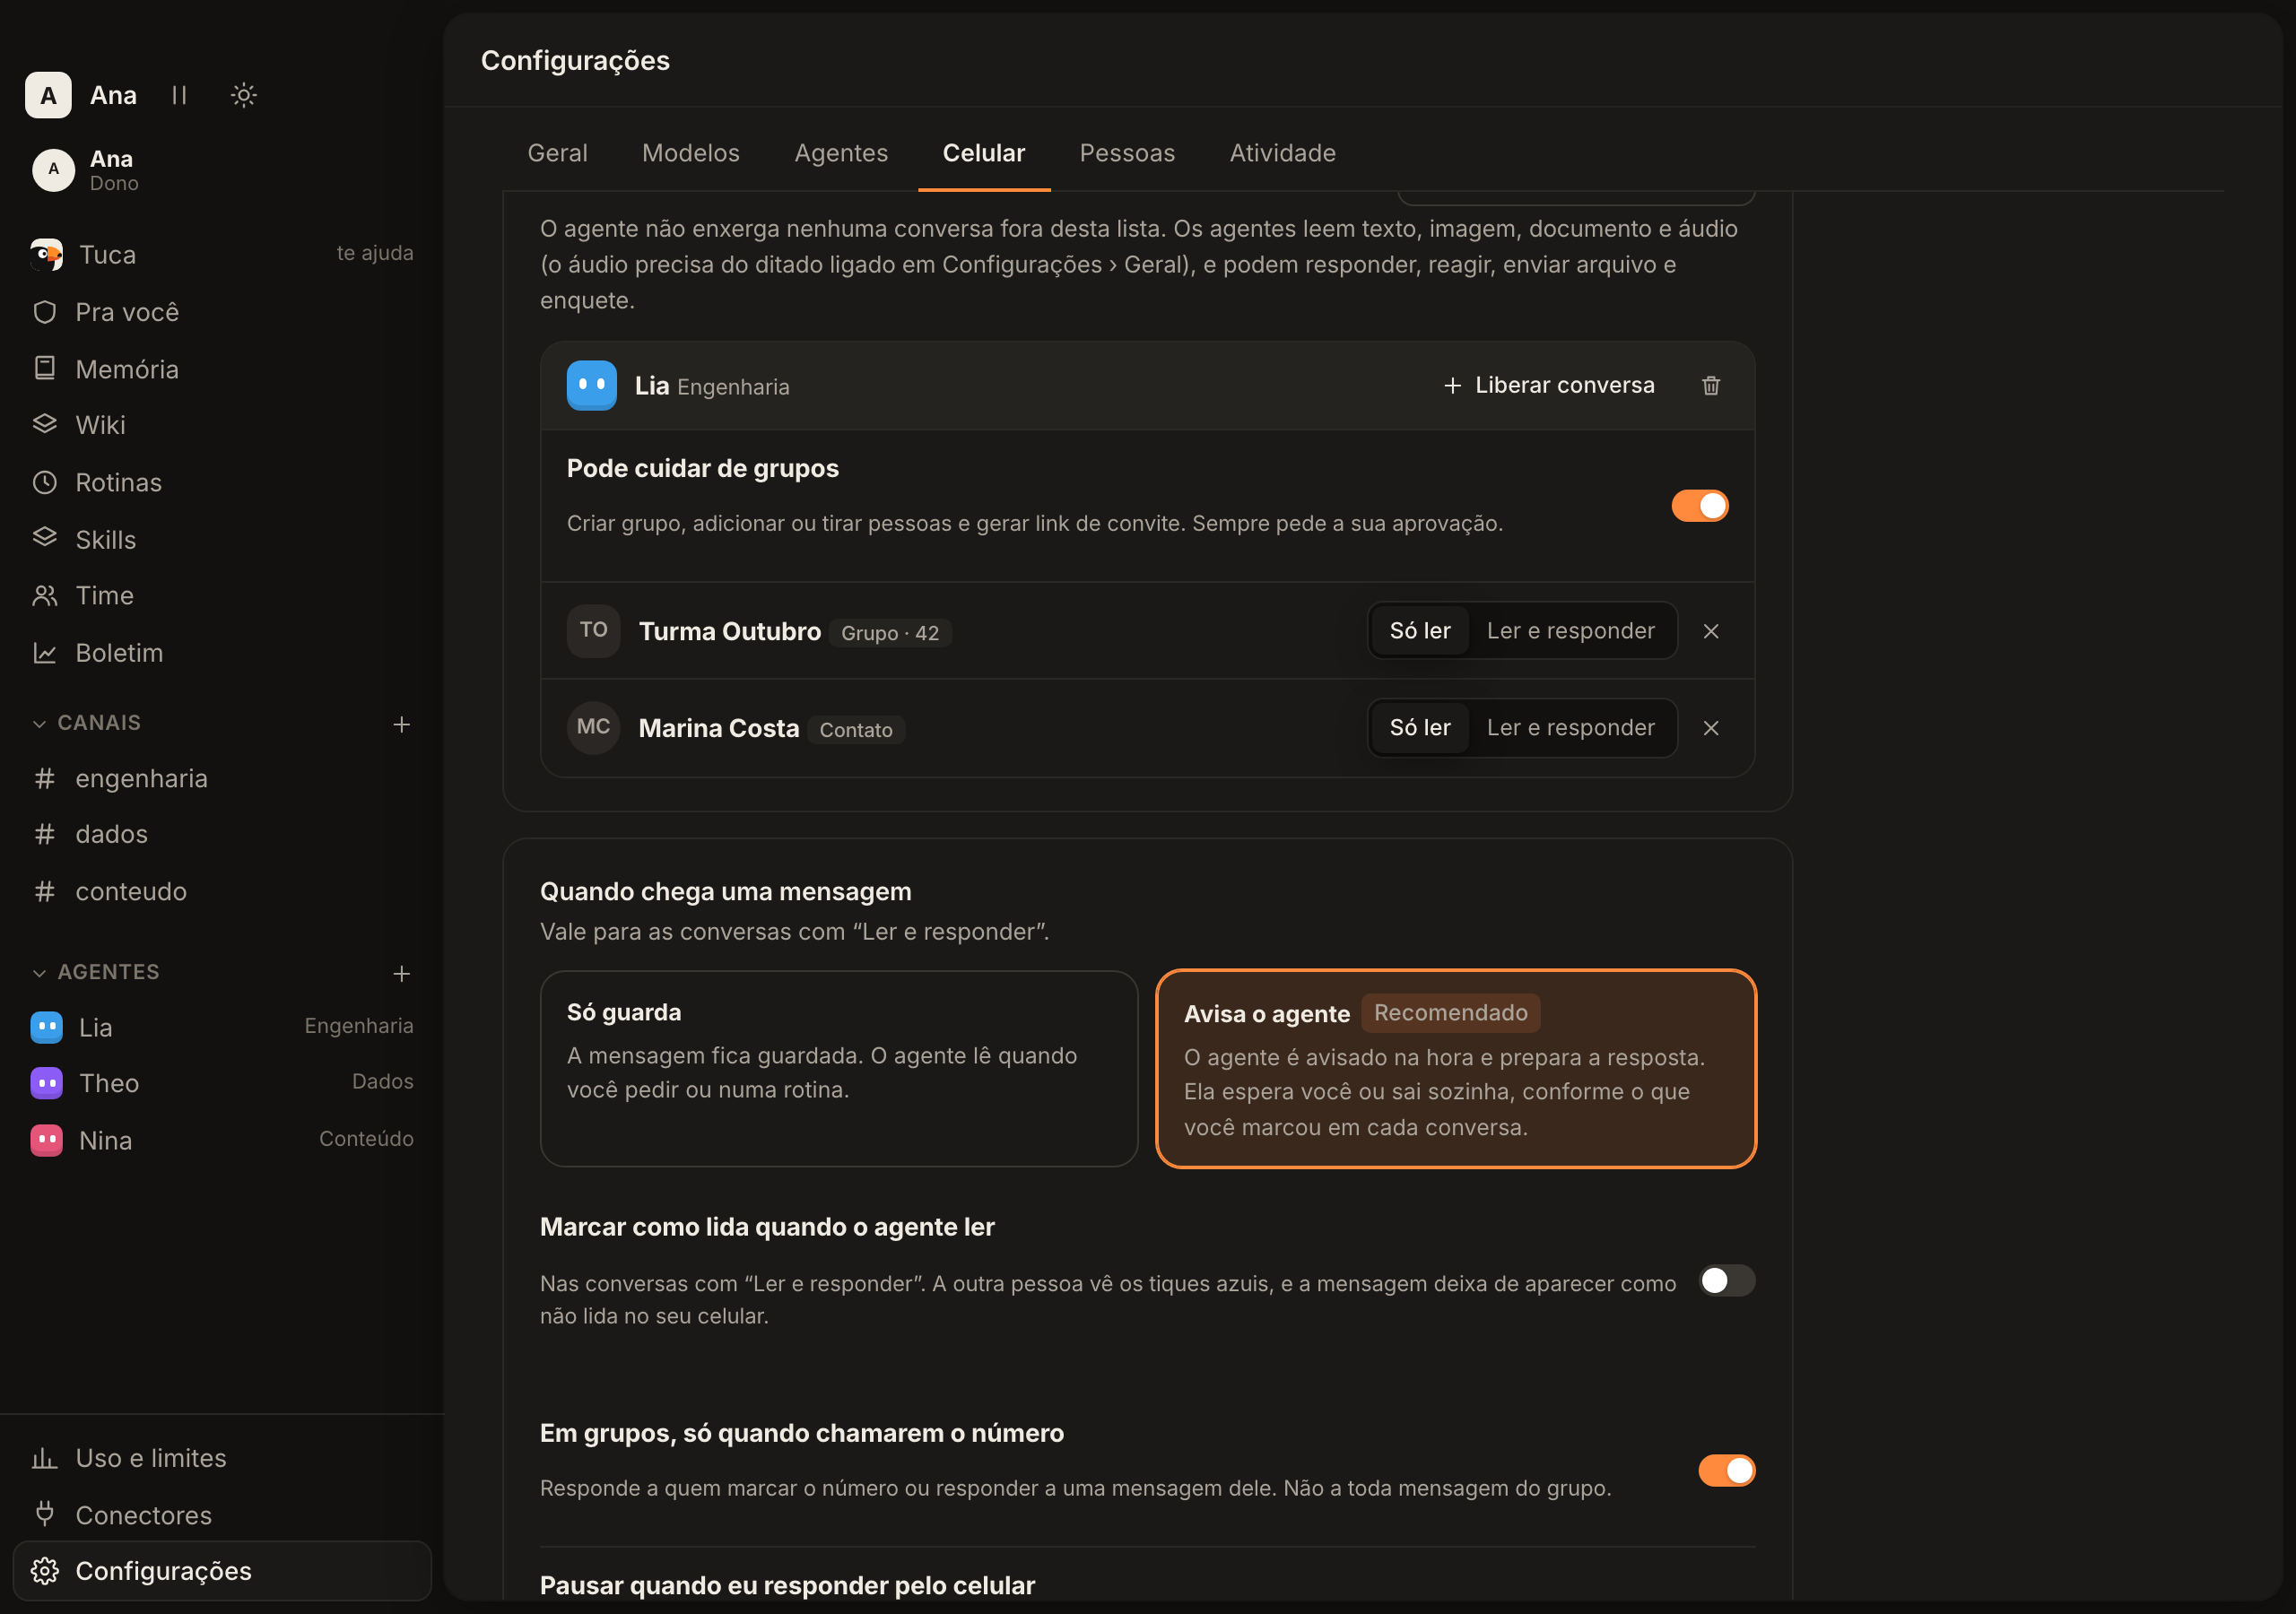 A
Ana
A
Ana
Dono
Tuca
te ajuda
Pra você
Memória
Wiki
Rotinas
Skills
Time
Boletim
CANAIS
engenharia
dados
conteudo
AGENTES
Lia
Engenharia
Theo
Dados
Nina
Conteúdo
Uso e limites
Conectores
Configurações
Configurações
Geral
Modelos
Agentes
Celular
Pessoas
Atividade
O agente não enxerga nenhuma conversa fora desta lista. Os agentes leem texto, imagem, documento e áudio
(o áudio precisa do ditado ligado em Configurações › Geral), e podem responder, reagir, enviar arquivo e
enquete.
Lia Engenharia
Liberar conversa
Pode cuidar de grupos
Criar grupo, adicionar ou tirar pessoas e gerar link de convite. Sempre pede a sua aprovação.
TO
Turma Outubro
Grupo · 42
Só ler
Ler e responder
MC
Marina Costa
Contato
Só ler
Ler e responder
Quando chega uma mensagem
Vale para as conversas com “Ler e responder”.
Só guarda
A mensagem fica guardada. O agente lê quando
você pedir ou numa rotina.
Avisa o agente
Recomendado
O agente é avisado na hora e prepara a resposta.
Ela espera você ou sai sozinha, conforme o que
você marcou em cada conversa.
Marcar como lida quando o agente ler
Nas conversas com “Ler e responder”. A outra pessoa vê os tiques azuis, e a mensagem deixa de aparecer como
não lida no seu celular.
Em grupos, só quando chamarem o número
Responde a quem marcar o número ou responder a uma mensagem dele. Não a toda mensagem do grupo.
Pausar quando eu responder pelo celular